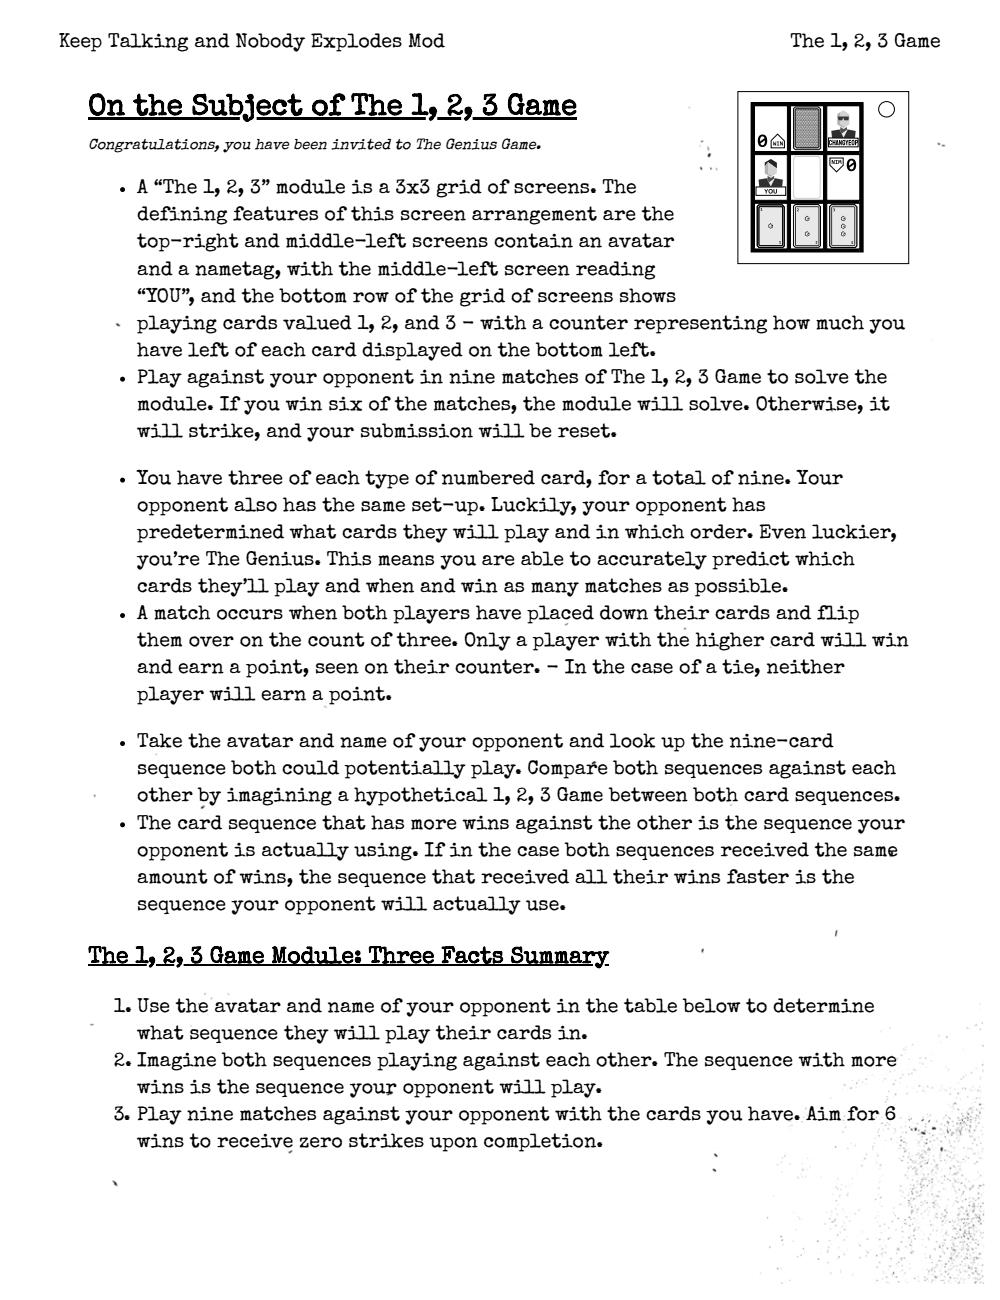 Keep Talking and Nobody Explodes Mod
The 1, 2, 3 Game
On the Subject of The 1, 2, 3 Game
Congratulations, you have been invited to The Genius Game.
0 WIN
CHANGYEOP
YOU
WIN 0
• A “The 1, 2, 3” module is a 3x3 grid of screens. The
defining features of this screen arrangement are the
top-right and middle-left screens contain an avatar
and a nametag, with the middle-left screen reading
“YOU”, and the bottom row of the grid of screens shows
playing cards valued 1, 2, and 3 - with a counter representing how much you
have left of each card displayed on the bottom left.
• Play against your opponent in nine matches of The 1, 2, 3 Game to solve the
module. If you win six of the matches, the module will solve. Otherwise, it
will strike, and your submission will be reset.
• You have three of each type of numbered card, for a total of nine. Your
opponent also has the same set-up. Luckily, your opponent has
predetermined what cards they will play and in which order. Even luckier,
you’re The Genius. This means you are able to accurately predict which
cards they’ll play and when and win as many matches as possible.
• A match occurs when both players have placed down their cards and flip
them over on the count of three. Only a player with the higher card will win
and earn a point, seen on their counter. - In the case of a tie, neither
player will earn a point.
• Take the avatar and name of your opponent and look up the nine-card
sequence both could potentially play. Compare both sequences against each
other by imagining a hypothetical 1, 2, 3 Game between both card sequences.
• The card sequence that has more wins against the other is the sequence your
opponent is actually using. If in the case both sequences received the same
amount of wins, the sequence that received all their wins faster is the
sequence your opponent will actually use.
The 1, 2, 3 Game Module: Three Facts Summary
1. Use the avatar and name of your opponent in the table below to determine
what sequence they will play their cards in.
2. Imagine both sequences playing against each other. The sequence with more
wins is the sequence your opponent will play.
3. Play nine matches against your opponent with the cards you have. Aim for 6
wins to receive zero strikes upon completion.